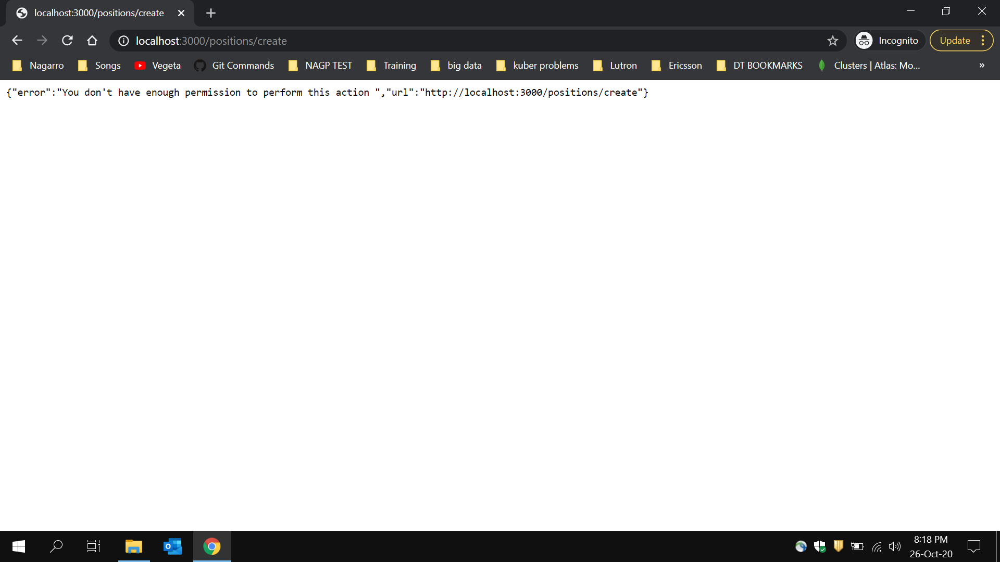 localhost:3000/positions/create
localhost:3000/positions/create
Incognito
Update
Nagarro
Songs
Vegeta
Git Commands
NAGP TEST
Training
big data
kuber problems
Lutron
Ericsson
DT BOOKMARKS
Clusters | Atlas: Mo...
»
{"error":"You don't have enough permission to perform this action ","url":"http://localhost:3000/positions/create"}
8:18 PM
26-Oct-20